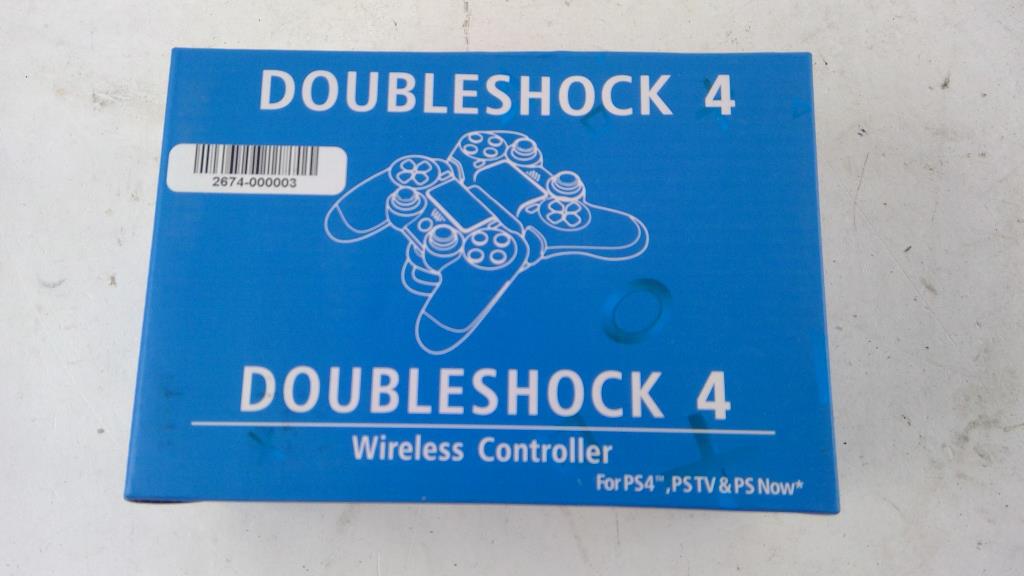 DOUBLESHOCK 4
2674-000003
DOUBLESHOCK 4
Wireless Controller
For PS4™, PS TV & PS Now*